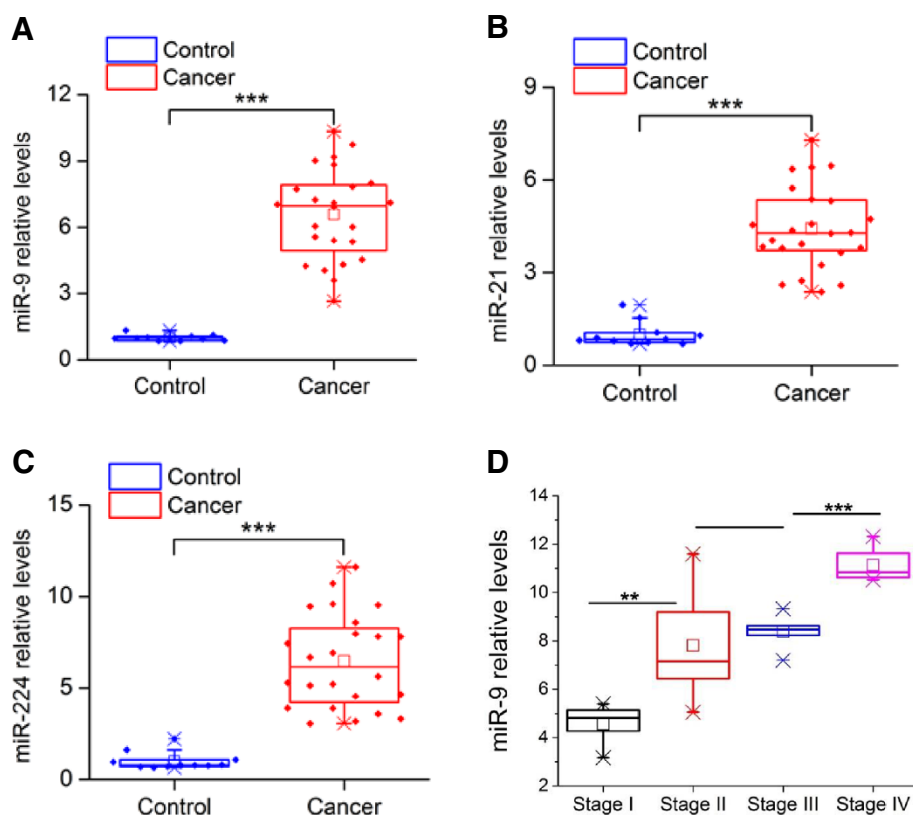 A
Control
Cancer
***
12
9
6
3
0
miR-9 relative levels
Control
Cancer
B
Control
Cancer
***
9
6
3
0
miR-21 relative levels
Control
Cancer
C
Control
Cancer
***
15
10
5
0
miR-224 relative levels
Control
Cancer
D
14
12
10
8
6
4
2
miR-9 relative levels
**
***
Stage I
Stage II
Stage III
Stage IV